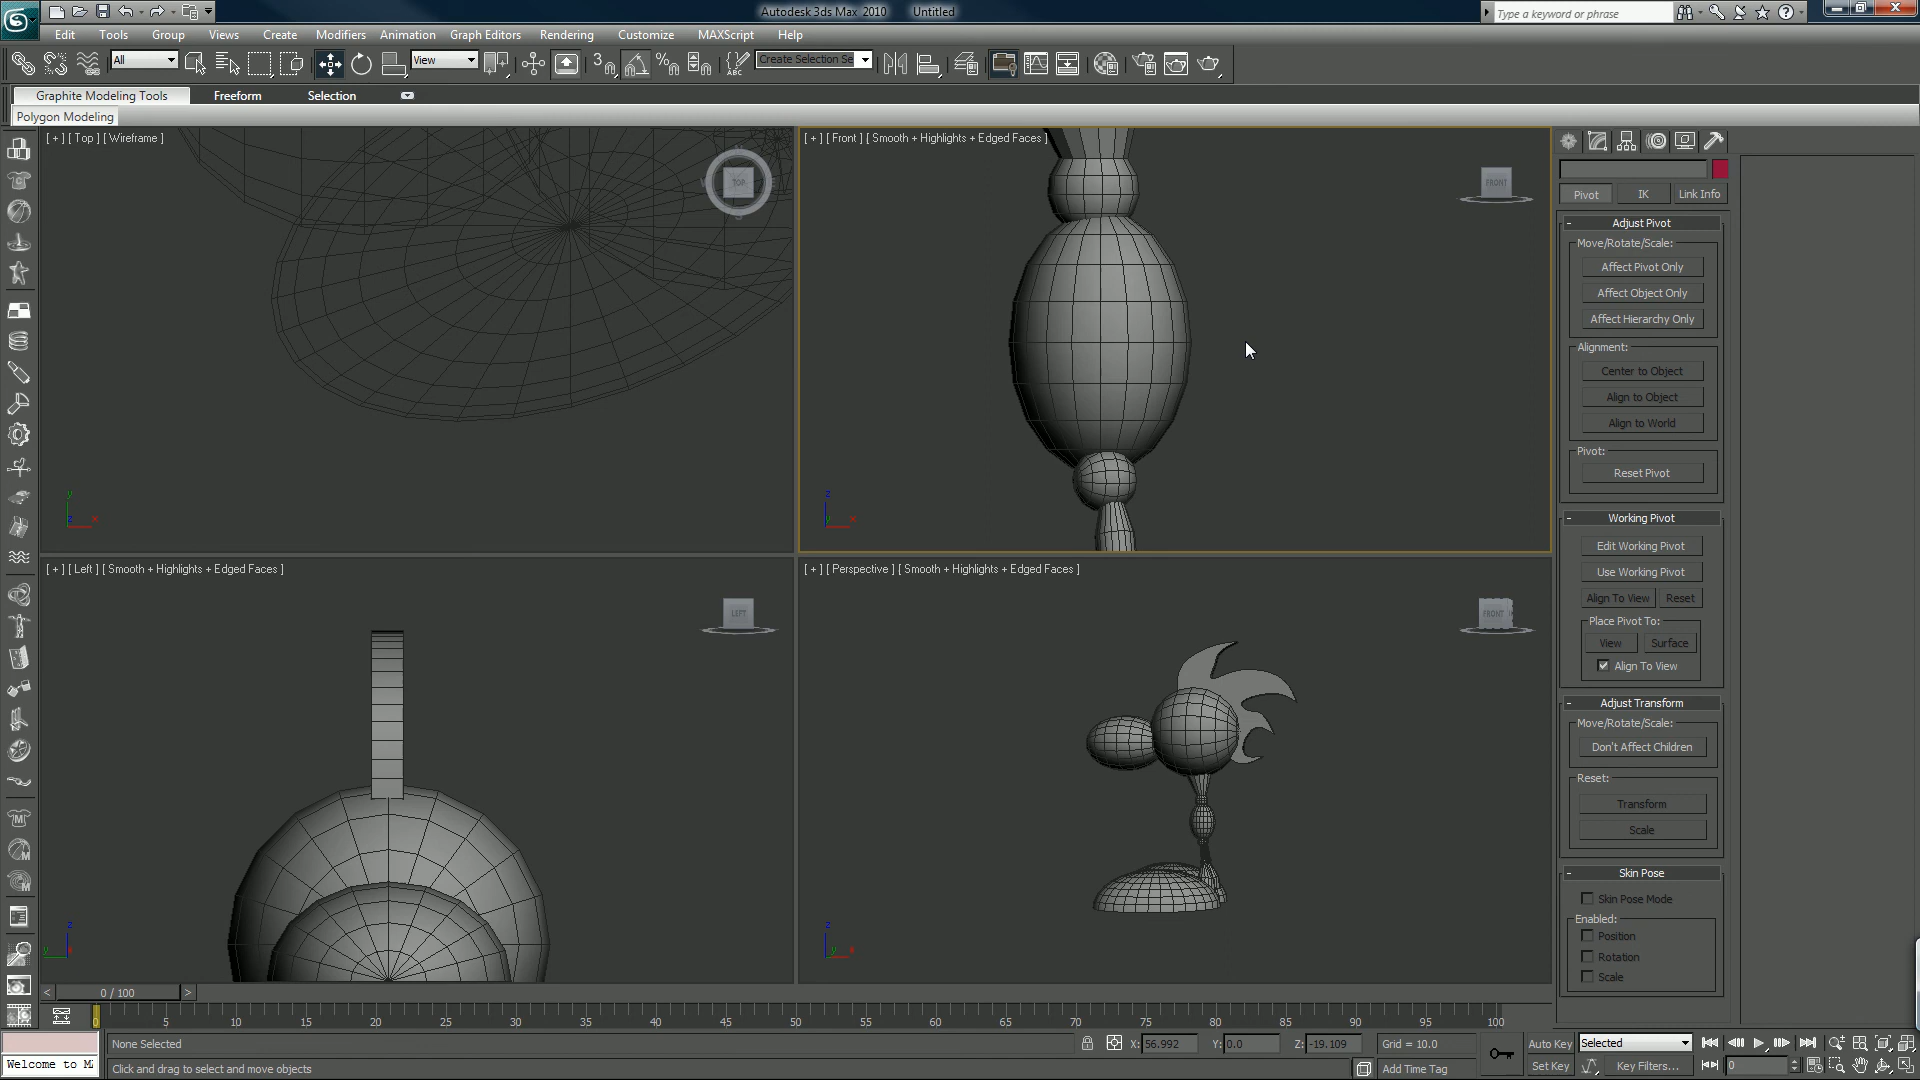 Autodesk 3ds Max 2010 Untitled
Type a keyword or phrase
Edit Tools Group Views Create Modifiers Animation Graph Editors Rendering Customize MAXScript Help
All View Create Selection Se
Graphite Modeling Tools Freeform Selection
Polygon Modeling
[ + ] [ Top ] [ Wireframe ]
TOP
[ + ] [ Front ] [ Smooth + Highlights + Edged Faces ]
FRONT
[ + ] [ Left ] [ Smooth + Highlights + Edged Faces ]
LEFT
[ + ] [ Perspective ] [ Smooth + Highlights + Edged Faces ]
FRONT
Pivot IK Link Info
- Adjust Pivot
Move/Rotate/Scale:
Affect Pivot Only
Affect Object Only
Affect Hierarchy Only
Alignment:
Center to Object
Align to Object
Align to World
Pivot:
Reset Pivot
- Working Pivot
Edit Working Pivot
Use Working Pivot
Align To View Reset
Place Pivot To:
View Surface
Align To View
- Adjust Transform
Move/Rotate/Scale:
Don't Affect Children
Reset:
Transform
Scale
- Skin Pose
Skin Pose Mode
Enabled:
Position
Rotation
Scale
< 0 / 100 >
0 5 10 15 20 25 30 35 40 45 50 55 60 65 70 75 80 85 90 95 100
None Selected X: 56.992 Y: 0.0 Z: -19.109 Grid = 10.0 Auto Key Selected
Welcome to M Click and drag to select and move objects Add Time Tag Set Key Key Filters... 0